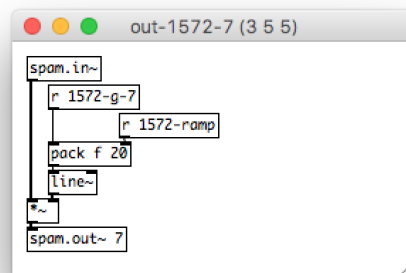 out-1572-7 (3 5 5)
spam.in~
r 1572-g-7
r 1572-ramp
pack f 20
line~
*~
spam.out~ 7